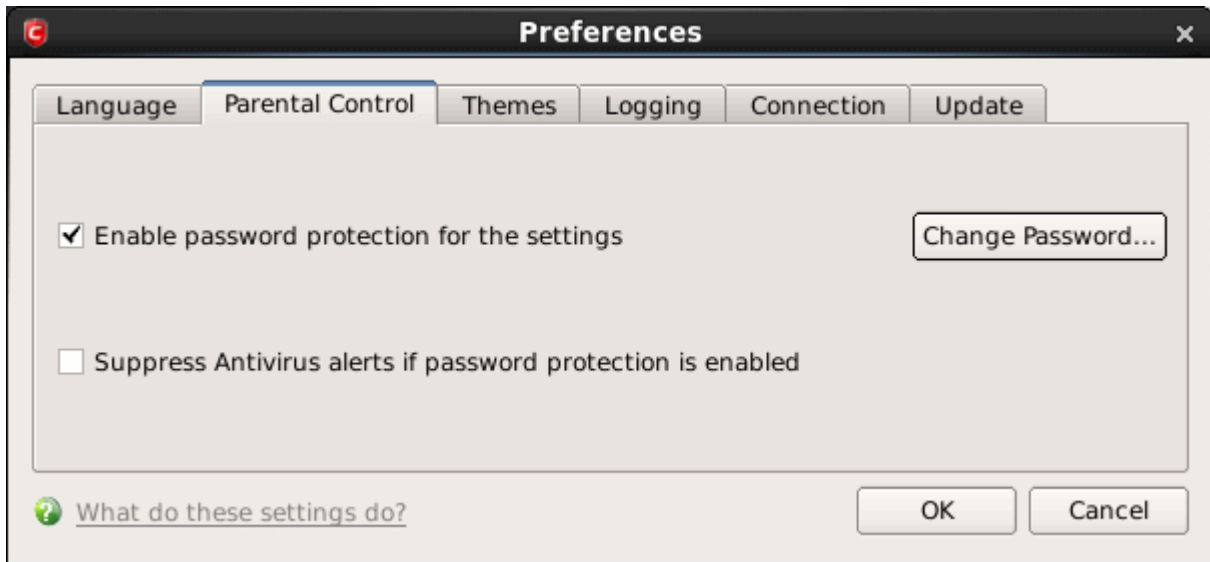 Preferences
Language Parental Control Themes Logging Connection Update
Enable password protection for the settings Change Password...
Suppress Antivirus alerts if password protection is enabled
What do these settings do? OK Cancel